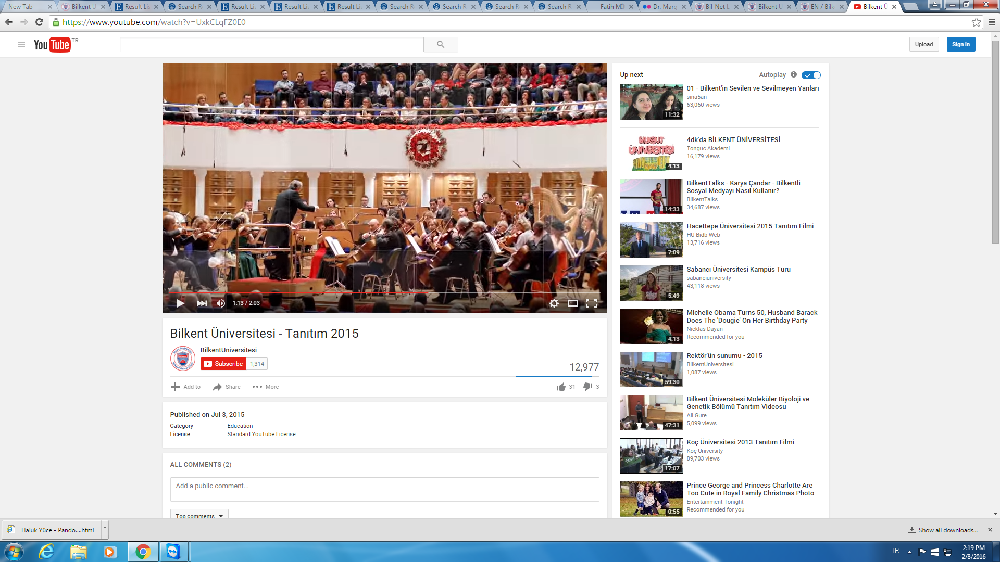 New Tab
Bilkent U
Result Lis
Search Re
Result Lis
Result Lis
Result Lis
Search R
Search R
Search R
Search R
Fatih MIH
Dr. Marg
Bil-Net L
Bilkent U
EN / Bilk
Bilkent Ü
https://www.youtube.com/watch?v=UxkCLqFZ0E0
YouTube TR
Upload
Sign in
1:13 / 2:03
Bilkent Üniversitesi - Tanıtım 2015
BilkentUniversitesi
Subscribe 1,314
12,977
Add to
Share
More
31
3
Published on Jul 3, 2015
Category Education
License Standard YouTube License
ALL COMMENTS (2)
Add a public comment...
Top comments
Up next
Autoplay
01 - Bilkent'in Sevilen ve Sevilmeyen Yanları
sina5an
63,060 views
11:32
BİLKENT
ÜNİVERSİTESİ
4dk'da BİLKENT ÜNİVERSİTESİ
Tonguc Akademi
16,179 views
4:13
BilkentTalks - Karya Çandar - Bilkentli
Sosyal Medyayı Nasıl Kullanır?
BilkentTalks
34,687 views
14:33
Hacettepe Üniversitesi 2015 Tanıtım Filmi
HU Bidb Web
13,716 views
7:09
Sabancı Üniversitesi Kampüs Turu
sabanciuniversity
43,118 views
5:49
Michelle Obama Turns 50, Husband Barack
Does The 'Dougie' On Her Birthday Party
Nicklas Dayan
Recommended for you
4:13
Rektör'ün sunumu - 2015
BilkentUniversitesi
1,087 views
59:30
Bilkent Üniversitesi Moleküler Biyoloji ve
Genetik Bölümü Tanıtım Videosu
Ali Gure
5,099 views
47:31
Koç Üniversitesi 2013 Tanıtım Filmi
Koç University
89,703 views
17:07
Prince George and Princess Charlotte Are
Too Cute in Royal Family Christmas Photo
Entertainment Tonight
Recommended for you
0:55
Haluk Yüce - Pando....html
Show all downloads...
TR
2:19 PM
2/8/2016